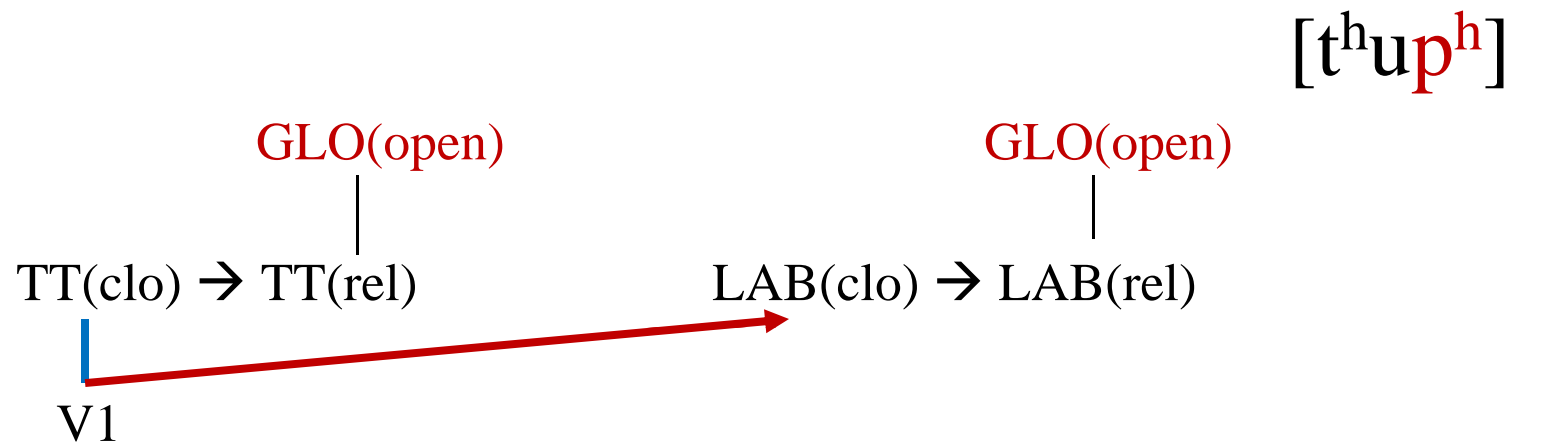 [tʰupʰ]
GLO(open) GLO(open)
TT(clo) → TT(rel) LAB(clo) → LAB(rel)
V1